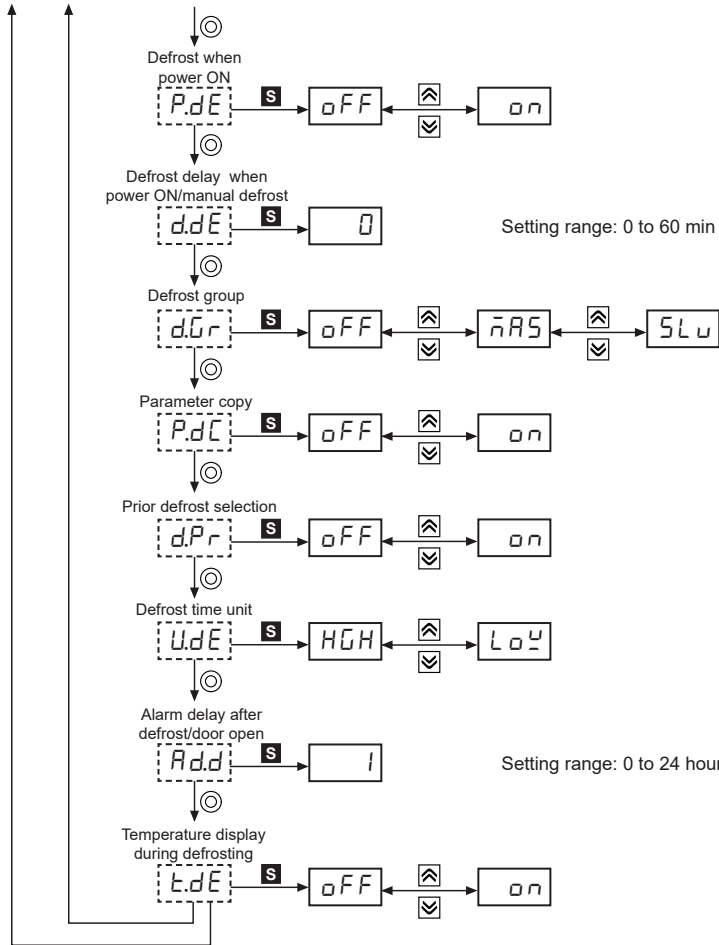 Defrost when
power ON
P.dE S oFF on
Defrost delay when
power ON/manual defrost
d.dE S 0 Setting range: 0 to 60 min
Defrost group
d.Gr S oFF n̄AS SLu
Parameter copy
P.dC S oFF on
Prior defrost selection
d.Pr S oFF on
Defrost time unit
U.dE S HGH Lo
Alarm delay after
defrost/door open
Ad.d S 1 Setting range: 0 to 24 hour
Temperature display
during defrosting
t.dE S oFF on